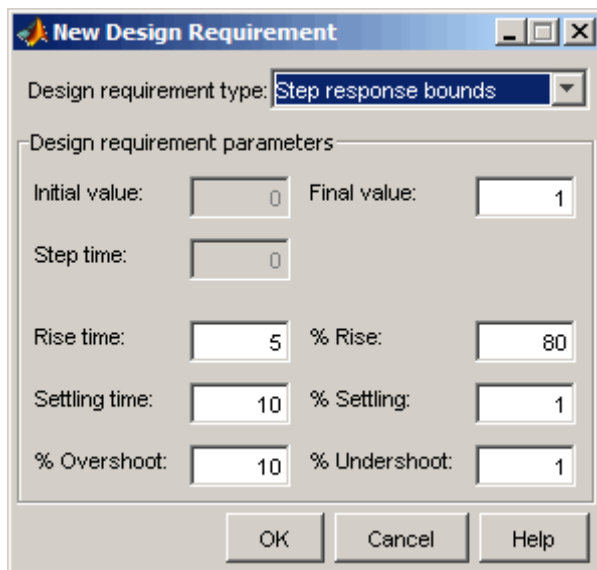 New Design Requirement
Design requirement type: Step response bounds
Design requirement parameters
Initial value: 0 Final value: 1
Step time: 0
Rise time: 5 % Rise: 80
Settling time: 10 % Settling: 1
% Overshoot: 10 % Undershoot: 1
OK Cancel Help